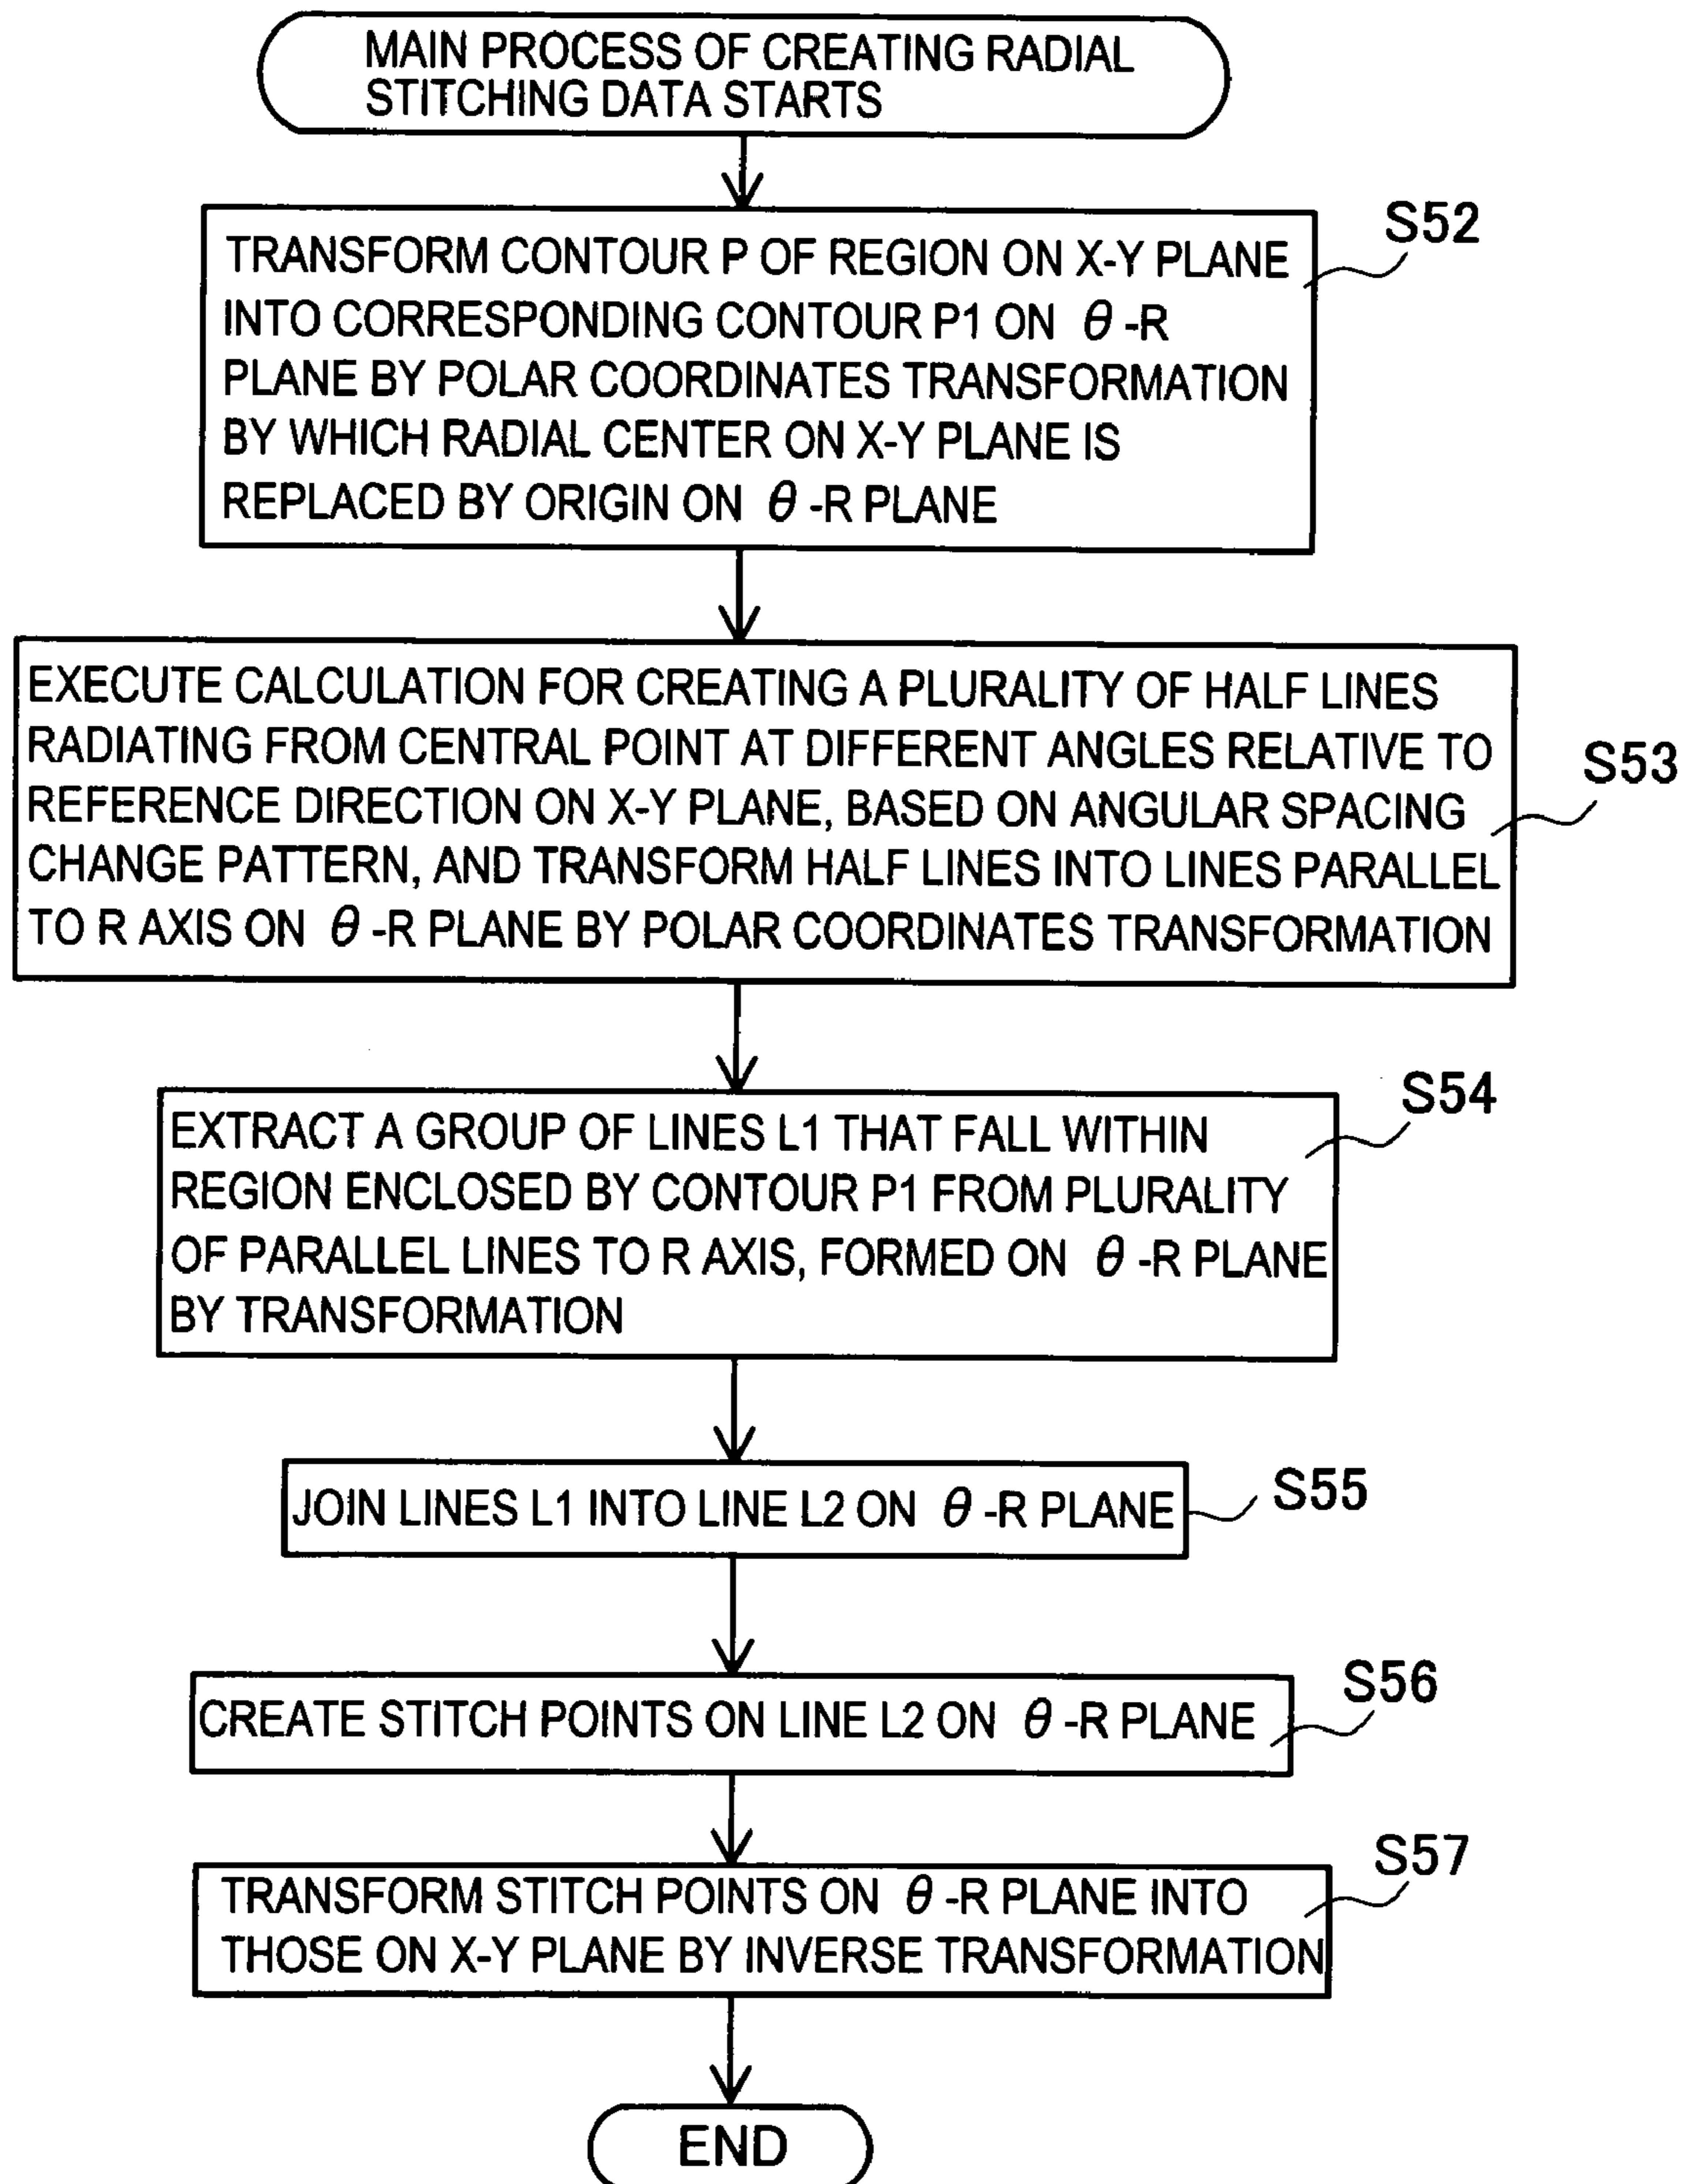 MAIN PROCESS OF CREATING RADIAL
STITCHING DATA STARTS
S52
TRANSFORM CONTOUR P OF REGION ON X-Y PLANE
INTO CORRESPONDING CONTOUR P1 ON θ-R
PLANE BY POLAR COORDINATES TRANSFORMATION
BY WHICH RADIAL CENTER ON X-Y PLANE IS
REPLACED BY ORIGIN ON θ-R PLANE
S53
EXECUTE CALCULATION FOR CREATING A PLURALITY OF HALF LINES
RADIATING FROM CENTRAL POINT AT DIFFERENT ANGLES RELATIVE TO
REFERENCE DIRECTION ON X-Y PLANE, BASED ON ANGULAR SPACING
CHANGE PATTERN, AND TRANSFORM HALF LINES INTO LINES PARALLEL
TO R AXIS ON θ-R PLANE BY POLAR COORDINATES TRANSFORMATION
S54
EXTRACT A GROUP OF LINES L1 THAT FALL WITHIN
REGION ENCLOSED BY CONTOUR P1 FROM PLURALITY
OF PARALLEL LINES TO R AXIS, FORMED ON θ-R PLANE
BY TRANSFORMATION
S55
JOIN LINES L1 INTO LINE L2 ON θ-R PLANE
S56
CREATE STITCH POINTS ON LINE L2 ON θ-R PLANE
S57
TRANSFORM STITCH POINTS ON θ-R PLANE INTO
THOSE ON X-Y PLANE BY INVERSE TRANSFORMATION
END